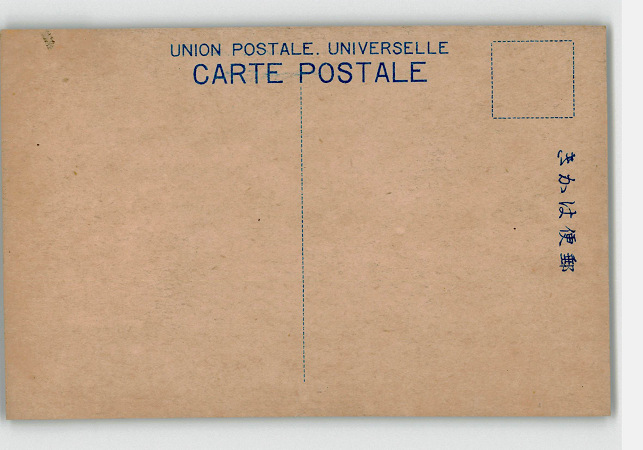 UNION POSTALE. UNIVERSELLE
CARTE POSTALE
郵便はかき